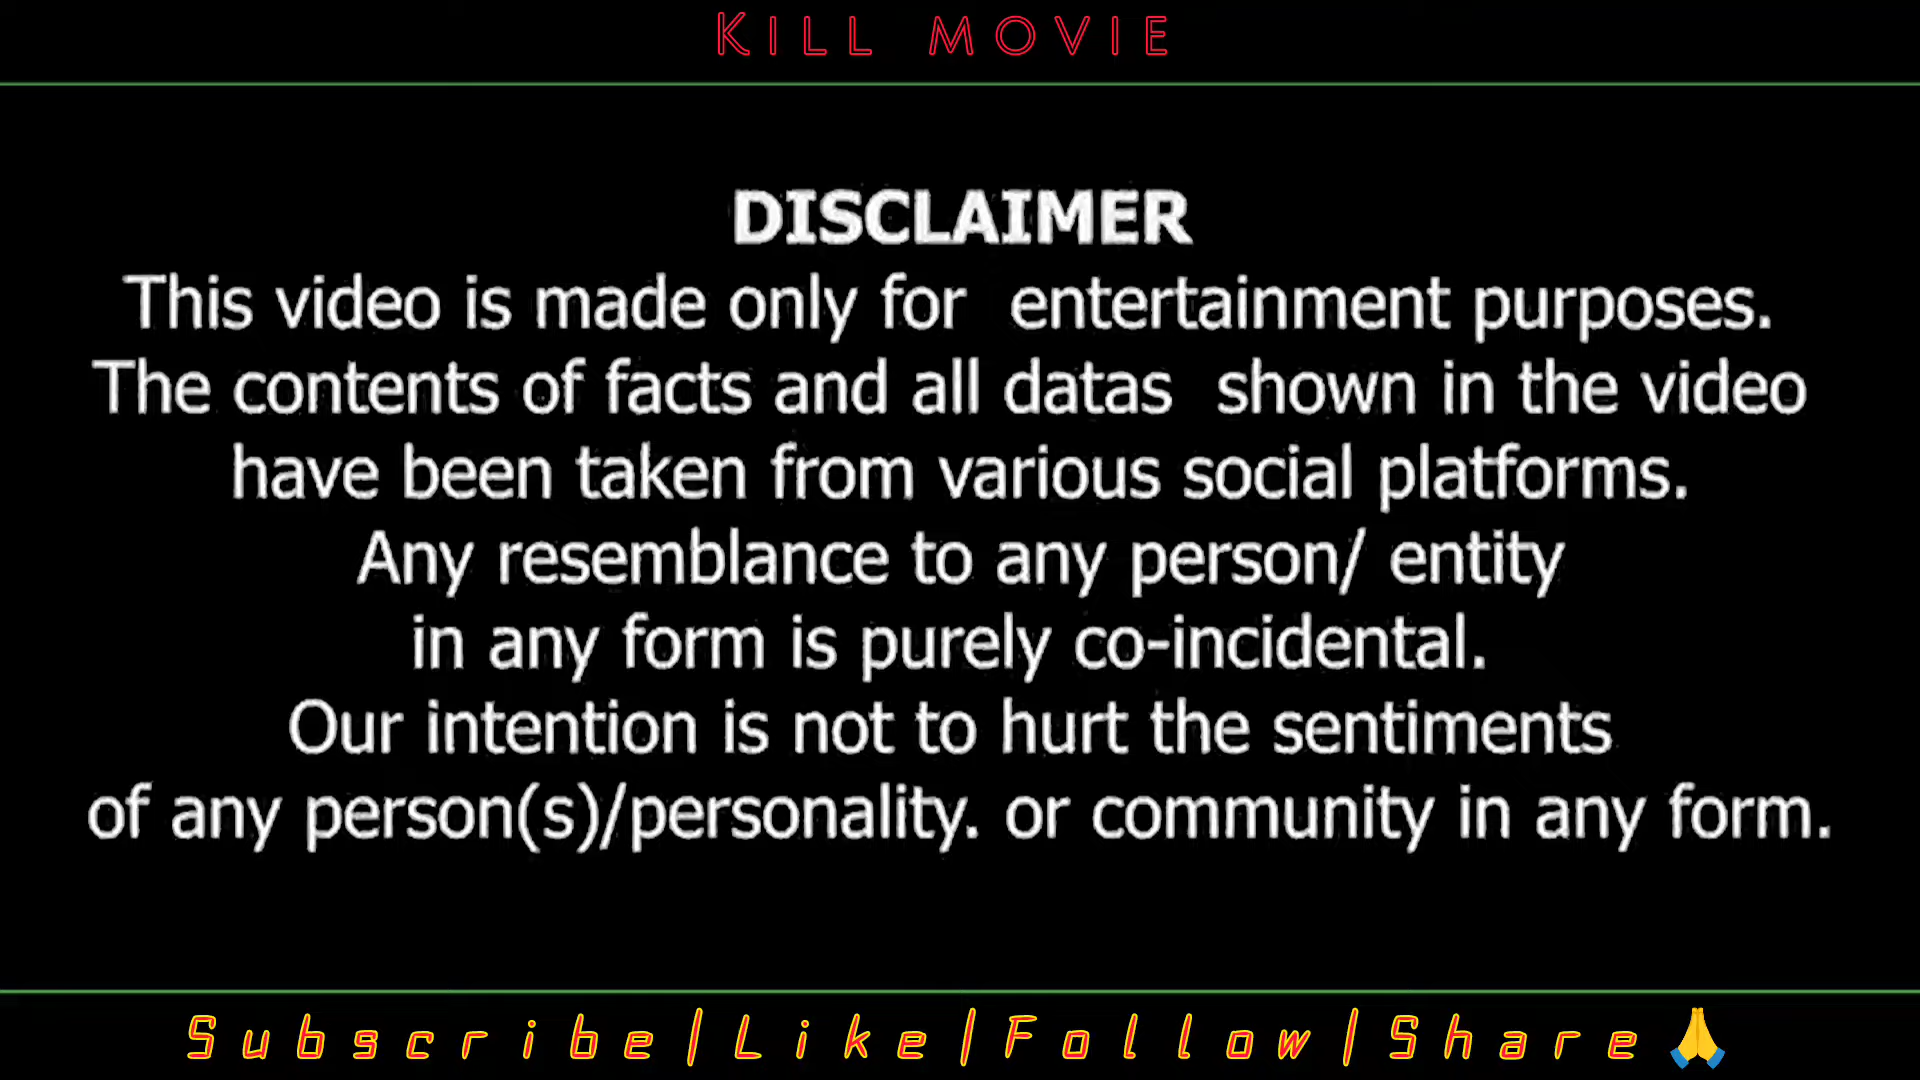 KILL MOVIE
DISCLAIMER
This video is made only for entertainment purposes.
The contents of facts and all datas shown in the video
have been taken from various social platforms.
Any resemblance to any person/ entity
in any form is purely co-incidental.
Our intention is not to hurt the sentiments
of any person(s)/personality. or community in any form.
Subscribe|Like|Follow|Share🙏